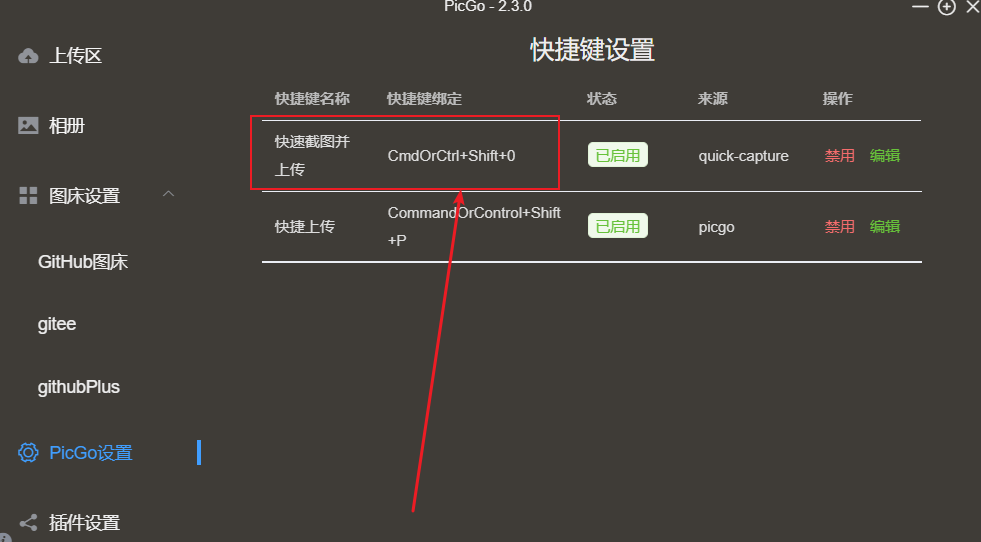 PicGo - 2.3.0
上传区
相册
图床设置
GitHub图床
gitee
githubPlus
PicGo设置
插件设置
快捷键设置
快捷键名称 快捷键绑定 状态 来源 操作
快速截图并
上传
CmdOrCtrl+Shift+0 已启用 quick-capture 禁用 编辑
快捷上传
CommandOrControl+Shift
+P
已启用 picgo 禁用 编辑